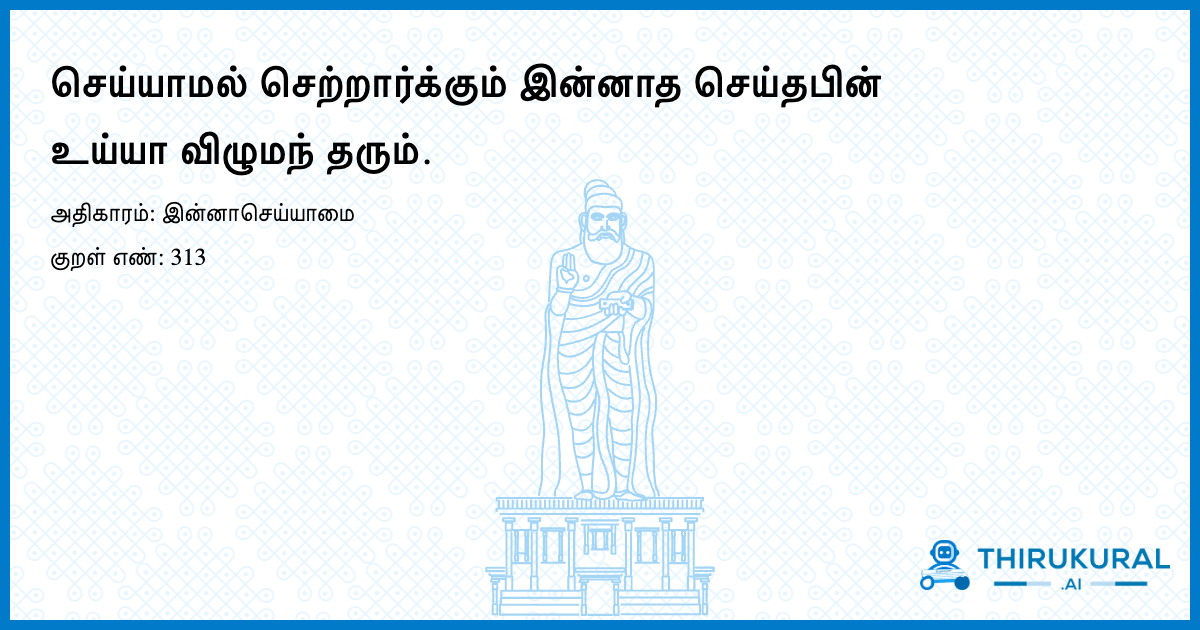 செய்யாமல் செற்றார்க்கும் இன்னாத செய்தபின்
உய்யா விழுமந் தரும்.
அதிகாரம்: இன்னாசெய்யாமை
குறள் எண்: 313
THIRUKURAL
.AI